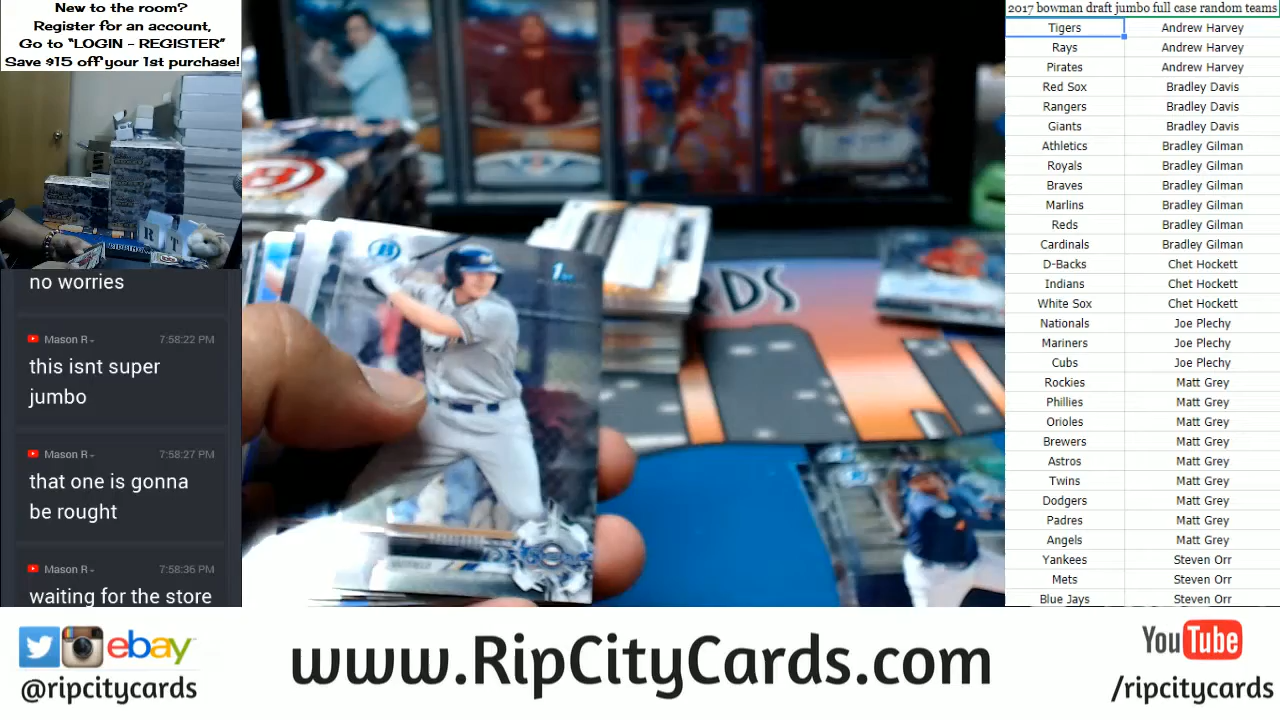 New to the room?
Register for an account,
Go to “LOGIN - REGISTER”
Save $15 off your 1st purchase!
no worries
Mason R
7:58:22 PM
this isnt super
jumbo
Mason R
7:58:27 PM
that one is gonna
be rought
Mason R
7:58:36 PM
waiting for the store
RDS
1st
2017 bowman draft jumbo full case random teams
Tigers Andrew Harvey
Rays Andrew Harvey
Pirates Andrew Harvey
Red Sox Bradley Davis
Rangers Bradley Davis
Giants Bradley Davis
Athletics Bradley Gilman
Royals Bradley Gilman
Braves Bradley Gilman
Marlins Bradley Gilman
Reds Bradley Gilman
Cardinals Bradley Gilman
D-Backs Chet Hockett
Indians Chet Hockett
White Sox Chet Hockett
Nationals Joe Plechy
Mariners Joe Plechy
Cubs Joe Plechy
Rockies Matt Grey
Phillies Matt Grey
Orioles Matt Grey
Brewers Matt Grey
Astros Matt Grey
Twins Matt Grey
Dodgers Matt Grey
Padres Matt Grey
Angels Matt Grey
Yankees Steven Orr
Mets Steven Orr
Blue Jays Steven Orr
ebay
@ripcitycards
www.RipCityCards.com
YouTube
/ripcitycards